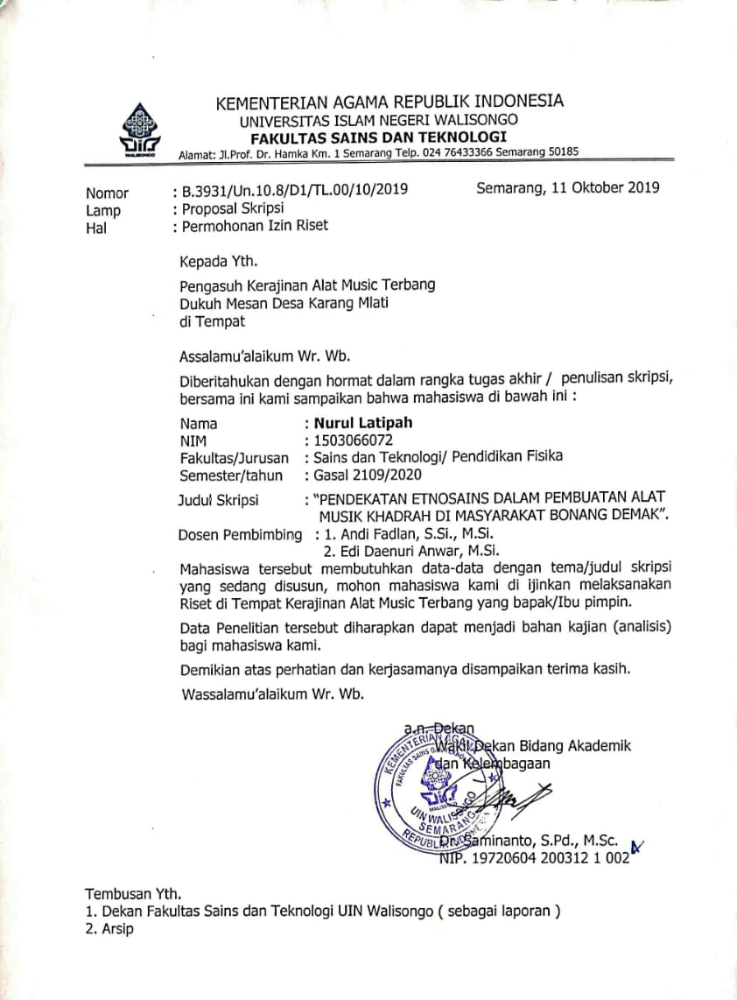 KEMENTERIAN AGAMA REPUBLIK INDONESIA
UNIVERSITAS ISLAM NEGERI WALISONGO
FAKULTAS SAINS DAN TEKNOLOGI
Alamat: Jl.Prof. Dr. Hamka Km. 1 Semarang Telp. 024 76433366 Semarang 50185
WALISONGO
Nomor : B.3931/Un.10.8/D1/TL.00/10/2019 Semarang, 11 Oktober 2019
Lamp : Proposal Skripsi
Hal : Permohonan Izin Riset
Kepada Yth.
Pengasuh Kerajinan Alat Music Terbang
Dukuh Mesan Desa Karang Mlati
di Tempat
Assalamu'alaikum Wr. Wb.
Diberitahukan dengan hormat dalam rangka tugas akhir / penulisan skripsi,
bersama ini kami sampaikan bahwa mahasiswa di bawah ini :
Nama : Nurul Latipah
NIM : 1503066072
Fakultas/Jurusan : Sains dan Teknologi/ Pendidikan Fisika
Semester/tahun : Gasal 2109/2020
Judul Skripsi : "PENDEKATAN ETNOSAINS DALAM PEMBUATAN ALAT
MUSIK KHADRAH DI MASYARAKAT BONANG DEMAK".
Dosen Pembimbing : 1. Andi Fadlan, S.Si., M.Si.
2. Edi Daenuri Anwar, M.Si.
Mahasiswa tersebut membutuhkan data-data dengan tema/judul skripsi
yang sedang disusun, mohon mahasiswa kami di ijinkan melaksanakan
Riset di Tempat Kerajinan Alat Music Terbang yang bapak/Ibu pimpin.
Data Penelitian tersebut diharapkan dapat menjadi bahan kajian (analisis)
bagi mahasiswa kami.
Demikian atas perhatian dan kerjasamanya disampaikan terima kasih.
Wassalamu'alaikum Wr. Wb.
a.n. Dekan
Wakil Dekan Bidang Akademik
dan Kelembagaan
KEMENTERIAN AGAMA
FAKULTAS SAINS DAN TEKNOLOGI
WALISONGO
UIN WALISONGO
SEMARANG
REPUBLIK INDONESIA
Dr. Saminanto, S.Pd., M.Sc.
NIP. 19720604 200312 1 002
Tembusan Yth.
1. Dekan Fakultas Sains dan Teknologi UIN Walisongo ( sebagai laporan )
2. Arsip